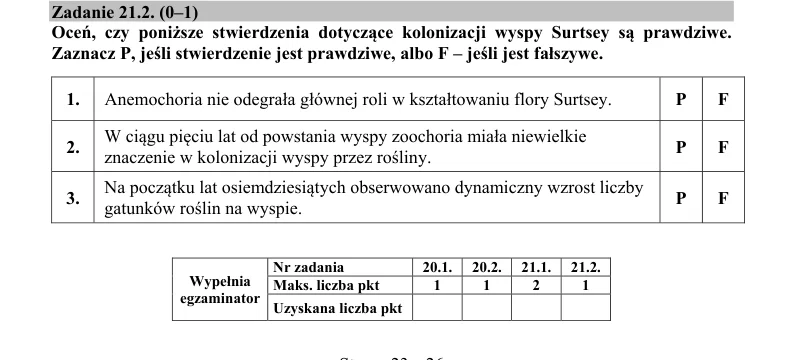 Zadanie 21.2. (0–1)
Oceń, czy poniższe stwierdzenia dotyczące kolonizacji wyspy Surtsey są prawdziwe.
Zaznacz P, jeśli stwierdzenie jest prawdziwe, albo F – jeśli jest fałszywe.
1. Anemochoria nie odegrała głównej roli w kształtowaniu flory Surtsey. P F
2. W ciągu pięciu lat od powstania wyspy zoochoria miała niewielkie
znaczenie w kolonizacji wyspy przez rośliny. P F
3. Na początku lat osiemdziesiątych obserwowano dynamiczny wzrost liczby
gatunków roślin na wyspie. P F
Wypełnia
egzaminator
Nr zadania 20.1. 20.2. 21.1. 21.2.
Maks. liczba pkt 1 1 2 1
Uzyskana liczba pkt